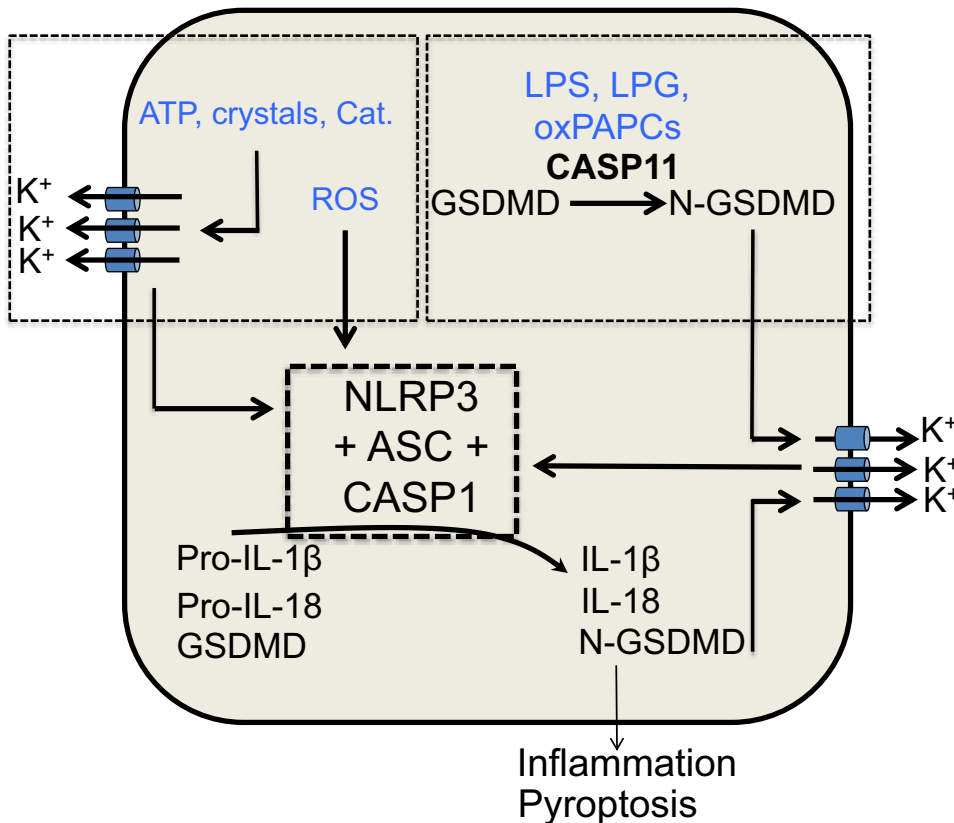 ATP, crystals, Cat.
ROS
K⁺
K⁺
K⁺
LPS, LPG,
oxPAPCs
CASP11
GSDMD
N-GSDMD
NLRP3
+ ASC +
CASP1
K⁺
K⁺
K⁺
Pro-IL-1β
Pro-IL-18
GSDMD
IL-1β
IL-18
N-GSDMD
Inflammation
Pyroptosis